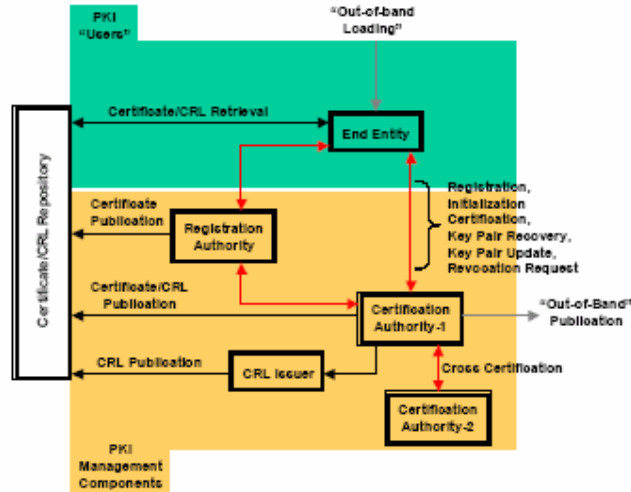 PKI
"Users"
"Out-of-band
Loading"
Certificate/CRL Retrieval
End Entity
Certificate/CRL Repository
Certificate
Publication
Registration
Authority
Registration,
Initialization
Certification,
Key Pair Recovery,
Key Pair Update,
Revocation Request
Certificate/CRL
Publication
Certification
Authority-1
"Out-of-Band"
Publication
CRL Publication
CRL Issuer
Cross Certification
Certification
Authority-2
PKI
Management
Components